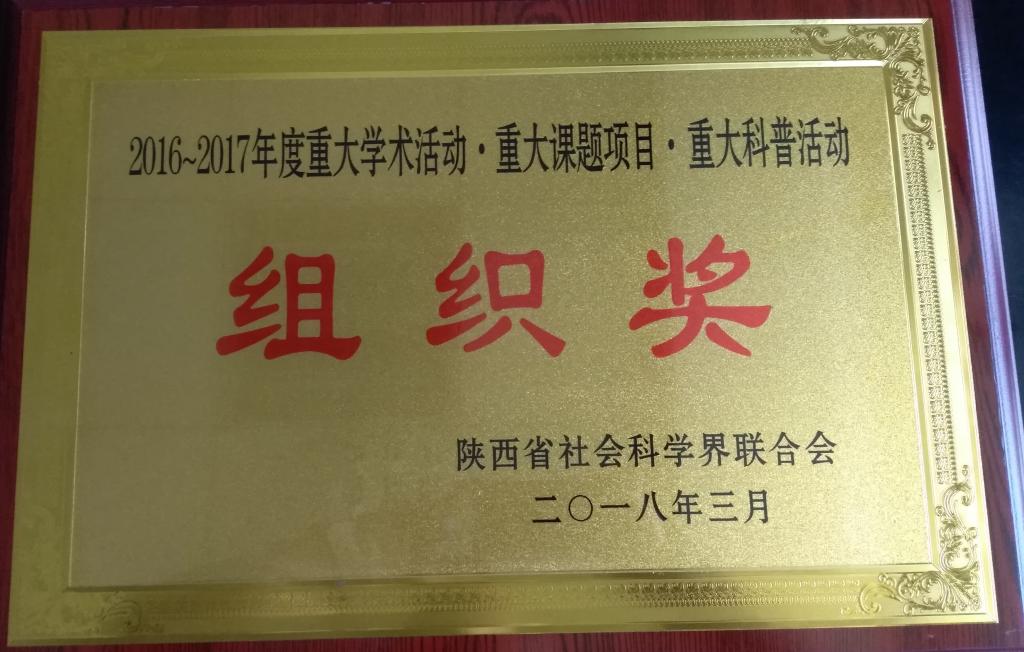 2016~2017年度重大学术活动·重大课题项目·重大科普活动
组织奖
陕西省社会科学界联合会
二〇一八年三月